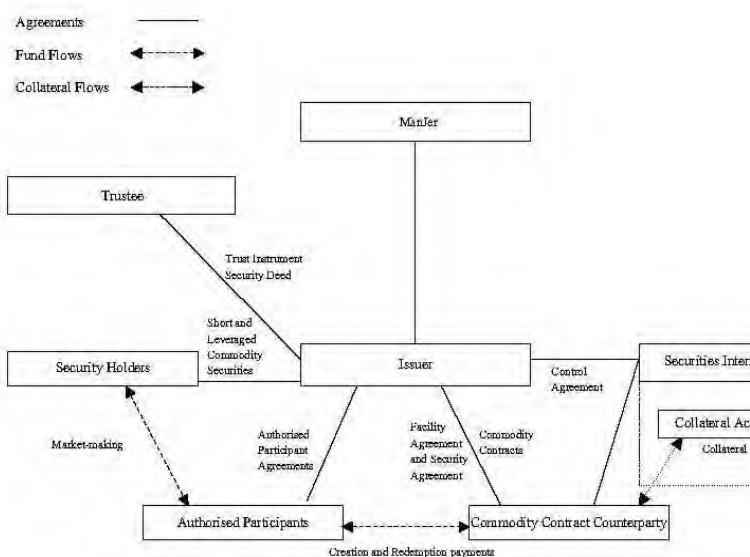 Agreements
Fund Flows
Collateral Flows
ManJer
Trustee
Trust Instrument
Security Deed
Short and
Leveraged
Commodity
Securities
Security Holders
Issuer
Control
Agreement
Securities
Collateral
Collateral
Market-making
Authorised
Participant
Agreements
Facility
Agreement
and Security
Agreement
Commodity
Contracts
Authorised Participants
Commodity Contract Counterparty
Creation and Redemption payments